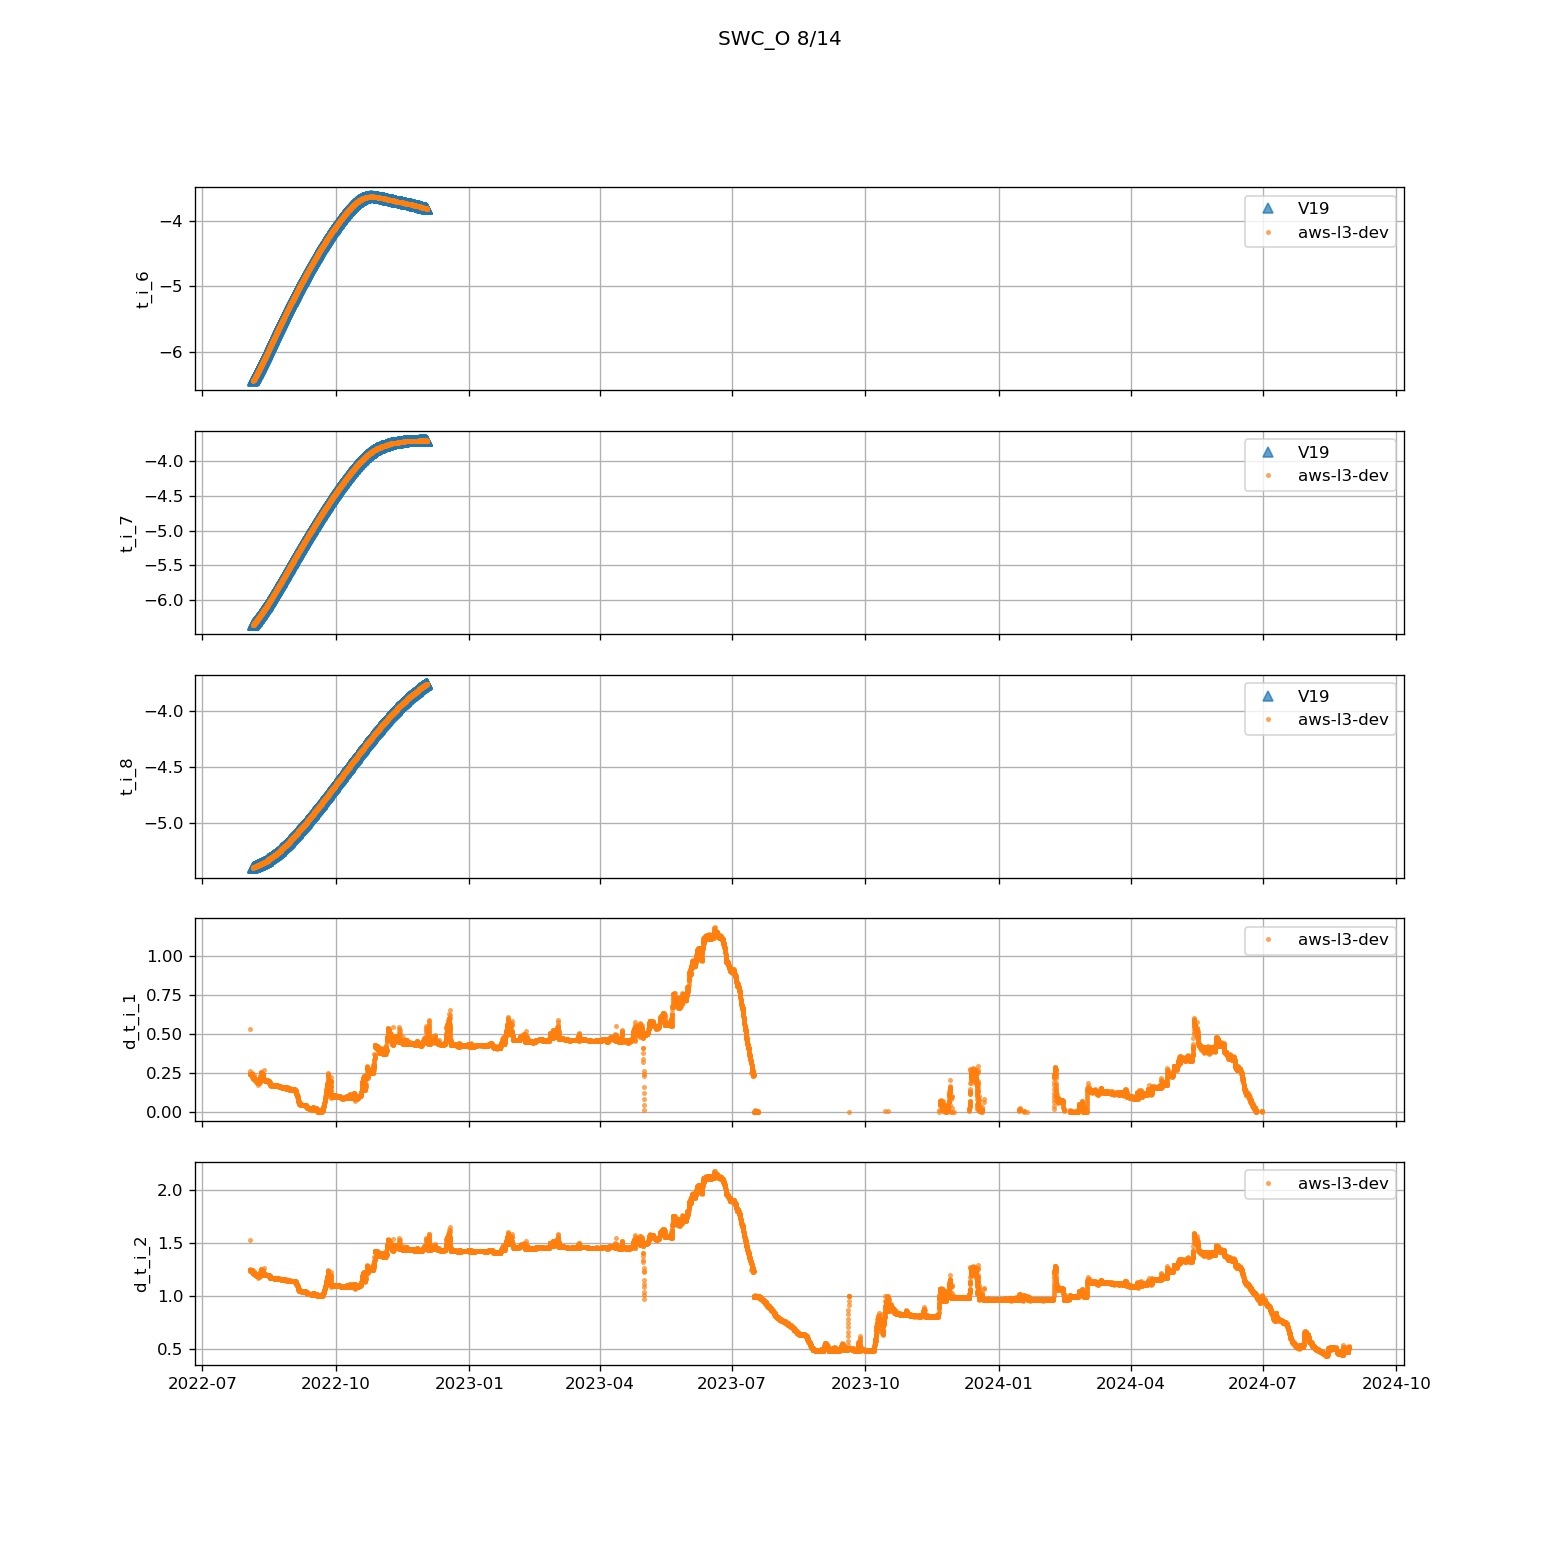 SWC_O 8/14
t_i_6
−4
−5
−6
V19
aws-l3-dev
t_i_7
−4.0
−4.5
−5.0
−5.5
−6.0
V19
aws-l3-dev
t_i_8
−4.0
−4.5
−5.0
V19
aws-l3-dev
d_t_i_1
1.00
0.75
0.50
0.25
0.00
aws-l3-dev
d_t_i_2
2.0
1.5
1.0
0.5
aws-l3-dev
2022-07 2022-10 2023-01 2023-04 2023-07 2023-10 2024-01 2024-04 2024-07 2024-10